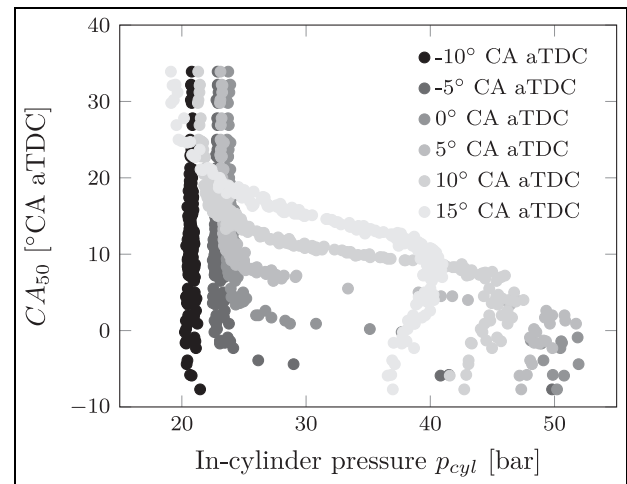 40
30
20
10
0
−10
CA50 [°CA aTDC]
-10° CA aTDC
-5° CA aTDC
0° CA aTDC
5° CA aTDC
10° CA aTDC
15° CA aTDC
20
30
40
50
In-cylinder pressure pcyl [bar]